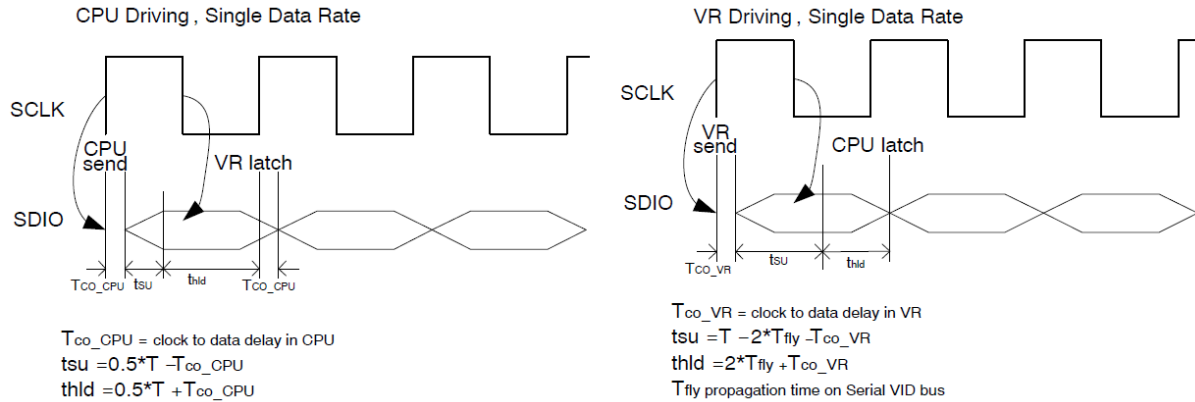 CPU Driving , Single Data Rate
SCLK
CPU
send
VR latch
SDIO
TCO_CPU
tSU
thld
TCO_CPU
Tco_CPU = clock to data delay in CPU
tsu =0.5*T –Tco_CPU
thld =0.5*T +Tco_CPU
VR Driving , Single Data Rate
SCLK
VR
send
CPU latch
SDIO
TCO_VR
tSU
thld
Tco_VR = clock to data delay in VR
tsu =T –2*Tfly –Tco_VR
thld =2*Tfly +Tco_VR
Tfly propagation time on Serial VID bus